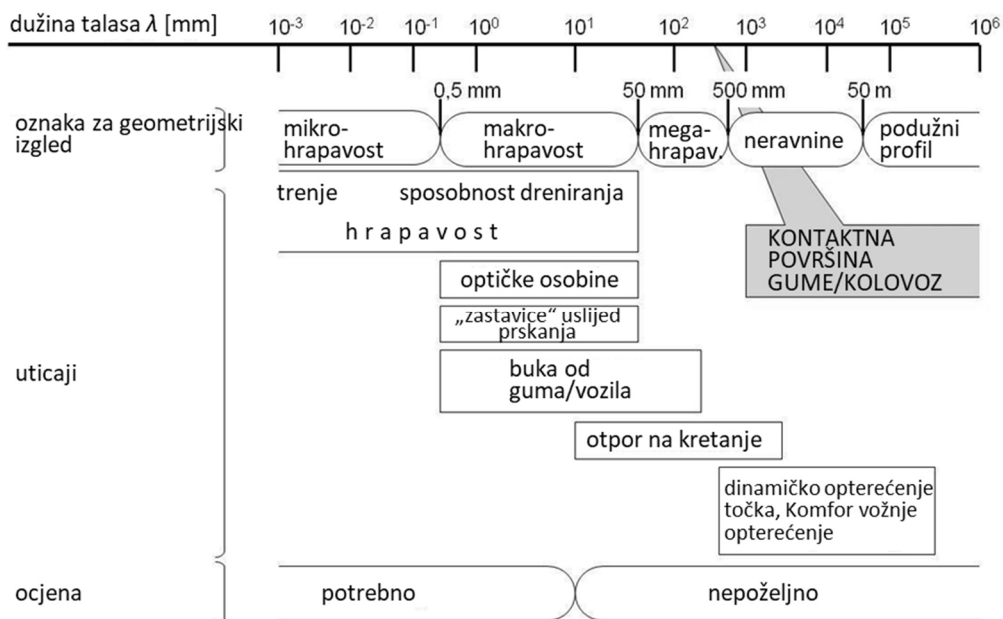 dužina talasa λ [mm]
10⁻³ 10⁻² 10⁻¹ 10⁰ 10¹ 10² 10³ 10⁴ 10⁵ 10⁶
0,5 mm 50 mm 500 mm 50 m
oznaka za geometrijski
izgled
mikro-
hrapavost
makro-
hrapavost
mega-
hrapav.
neravnine
podužni
profil
trenje sposobnost dreniranja
hrapavost
KONTAKTNA
POVRŠINA
GUME/KOLOVOZ
optičke osobine
„zastavice“ uslijed
prskanja
uticaji
buka od
guma/vozila
otpor na kretanje
dinamičko opterećenje
točka, Komfor vožnje
opterećenje
ocjena
potrebno
nepoželjno